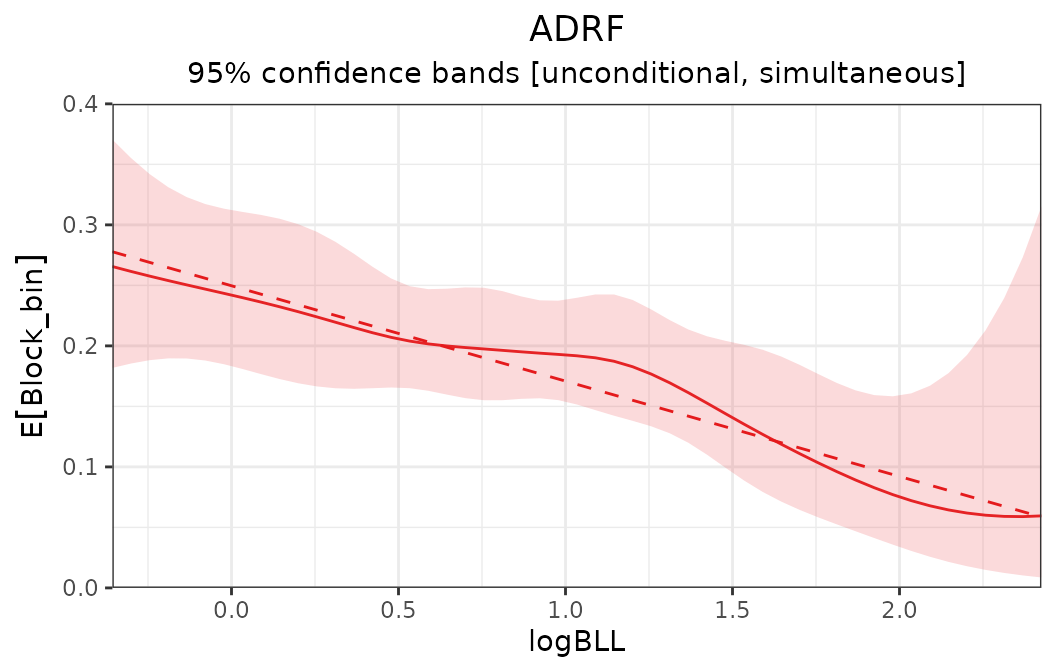 ADRF
95% confidence bands [unconditional, simultaneous]
E[Block_bin]
0.4
0.3
0.2
0.1
0.0
0.0 0.5 1.0 1.5 2.0
logBLL